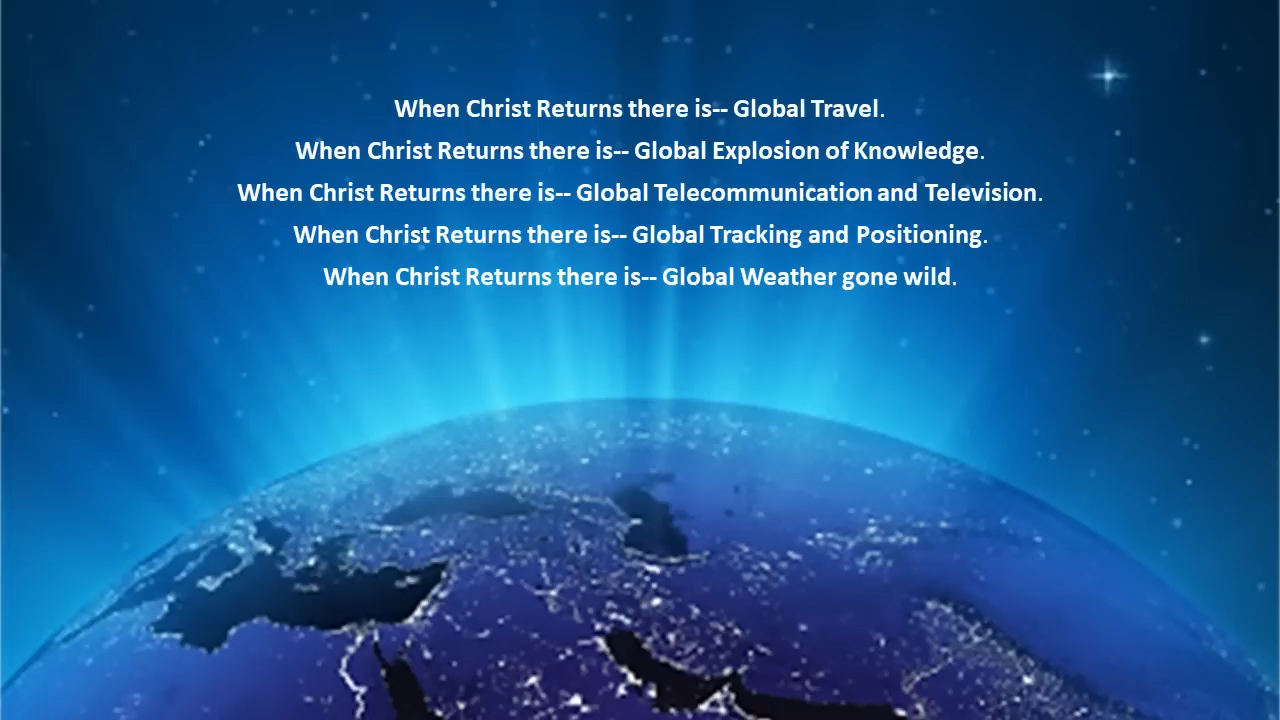 When Christ Returns there is-- Global Travel.
When Christ Returns there is-- Global Explosion of Knowledge.
When Christ Returns there is-- Global Telecommunication and Television.
When Christ Returns there is-- Global Tracking and Positioning.
When Christ Returns there is-- Global Weather gone wild.